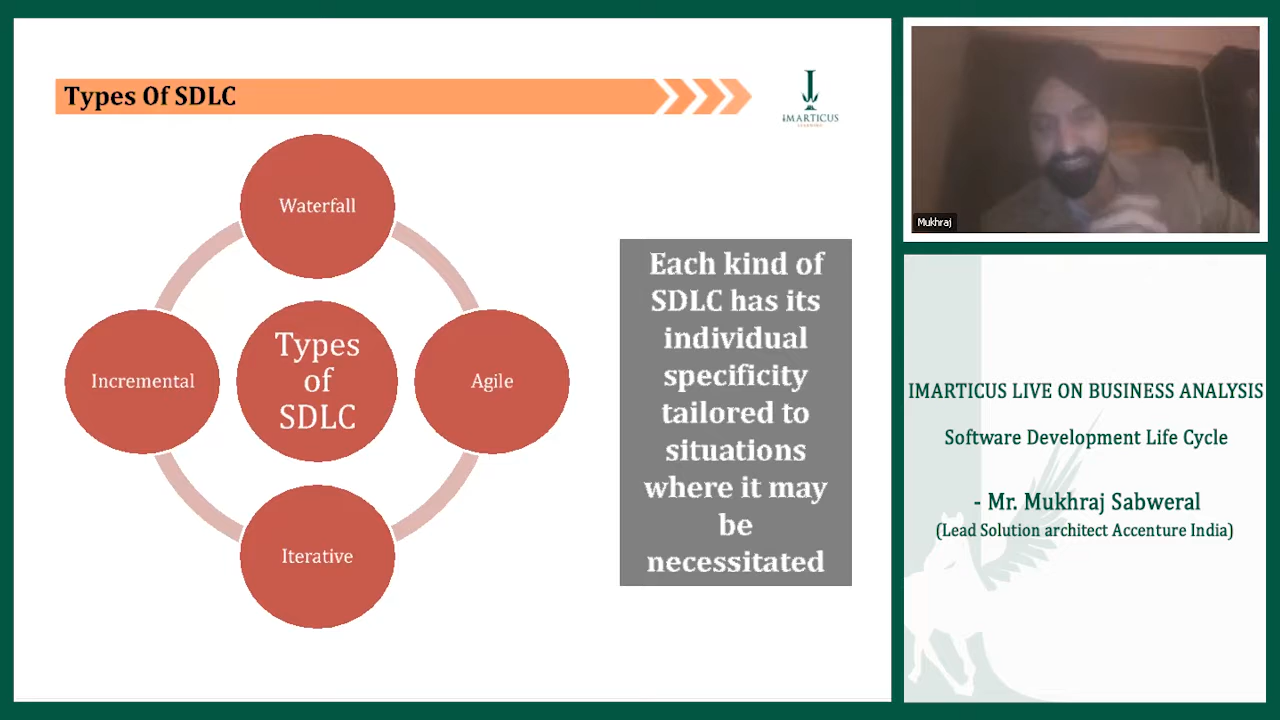 Types Of SDLC
IMARTICUS
LEARNING
Waterfall
Incremental
Types
of
SDLC
Agile
Iterative
Each kind of
SDLC has its
individual
specificity
tailored to
situations
where it may
be
necessitated
Mukhraj
IMARTICUS LIVE ON BUSINESS ANALYSIS
Software Development Life Cycle
- Mr. Mukhraj Sabweral
(Lead Solution architect Accenture India)